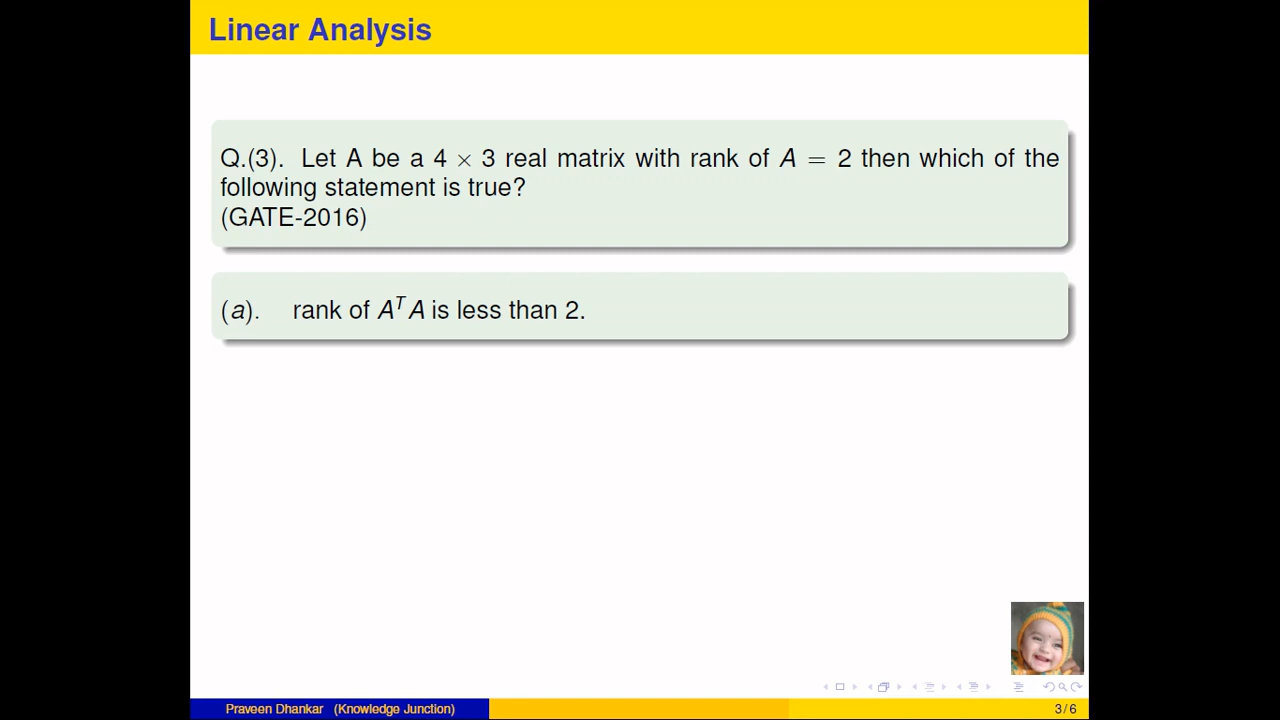 Linear Analysis
Q.(3). Let A be a 4 × 3 real matrix with rank of A = 2 then which of the
following statement is true?
(GATE-2016)
(a). rank of AᵀA is less than 2.
Praveen Dhankar (Knowledge Junction)
3/6